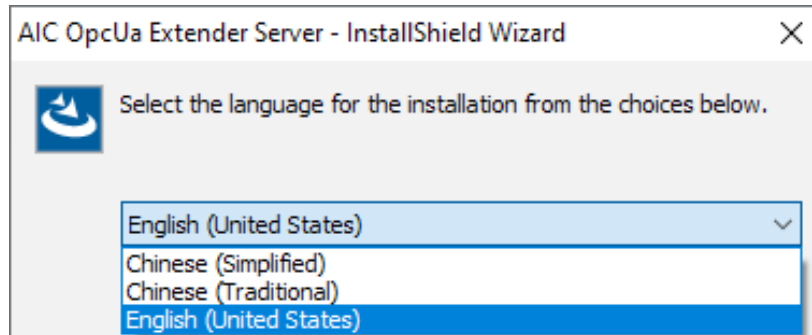 AIC OpcUa Extender Server - InstallShield Wizard
Select the language for the installation from the choices below.
English (United States)
Chinese (Simplified)
Chinese (Traditional)
English (United States)